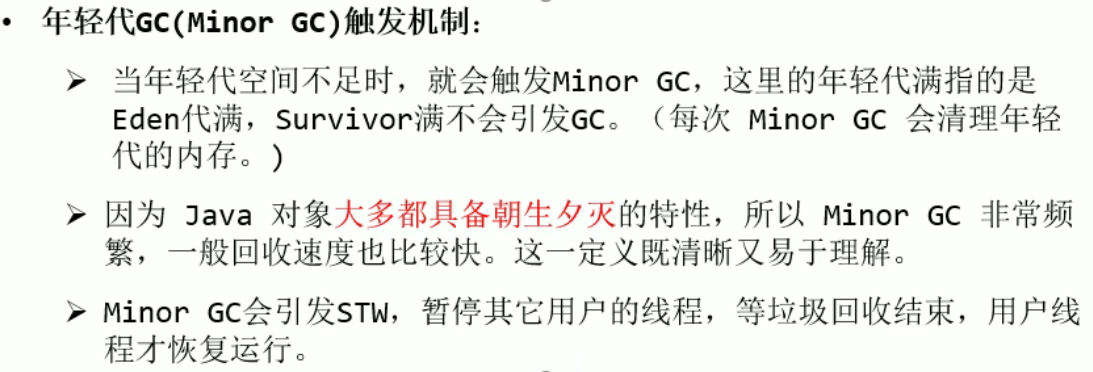 • 年轻代GC(Minor GC)触发机制：
➢ 当年轻代空间不足时，就会触发Minor GC，这里的年轻代满指的是
Eden代满，Survivor满不会引发GC。（每次 Minor GC 会清理年轻
代的内存。)
➢ 因为 Java 对象大多都具备朝生夕灭的特性，所以 Minor GC 非常频
繁，一般回收速度也比较快。这一定义既清晰又易于理解。
➢ Minor GC会引发STW，暂停其它用户的线程，等垃圾回收结束，用户线
程才恢复运行。